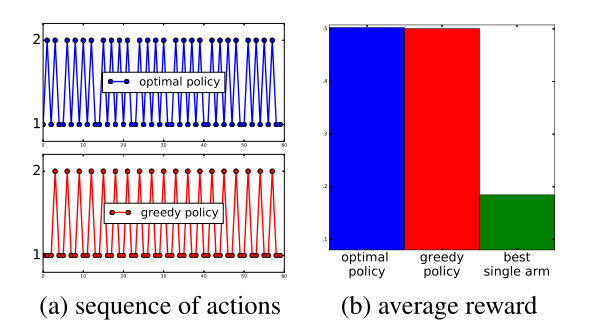 2
1
optimal policy
0
10
20
30
40
50
60
2
1
greedy policy
0
10
20
30
40
50
60
.5
.4
.2
.1
optimal
policy
greedy
policy
best
single arm
(a) sequence of actions
(b) average reward